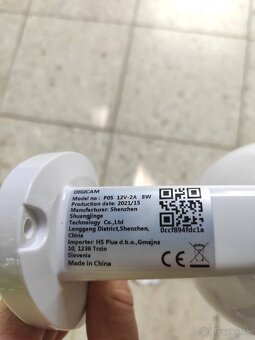 DIGICAM
Model no : P05 12V-2A 8W
Production date: 2021/15
Manufacturer: Shenzhen
Shuangjinge
Technology Co.,Ltd
Longgang District,Shenzhen,
China
Importer: HS Plus d.b.o.,Gmajna
10, 1236 Trzin
Slovenia
Made in China
0ccf894fdc1a
CE